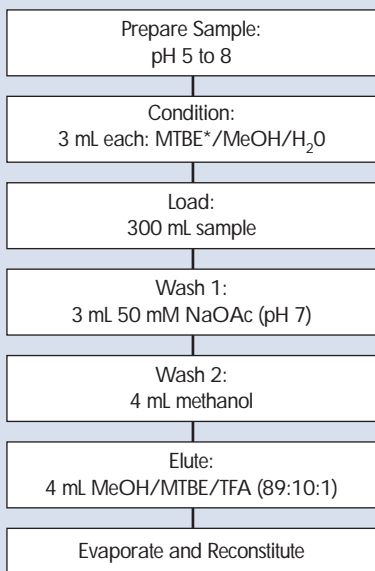 Prepare Sample:
pH 5 to 8
Condition:
3 mL each: MTBE*/MeOH/H₂0
Load:
300 mL sample
Wash 1:
3 mL 50 mM NaOAc (pH 7)
Wash 2:
4 mL methanol
Elute:
4 mL MeOH/MTBE/TFA (89:10:1)
Evaporate and Reconstitute